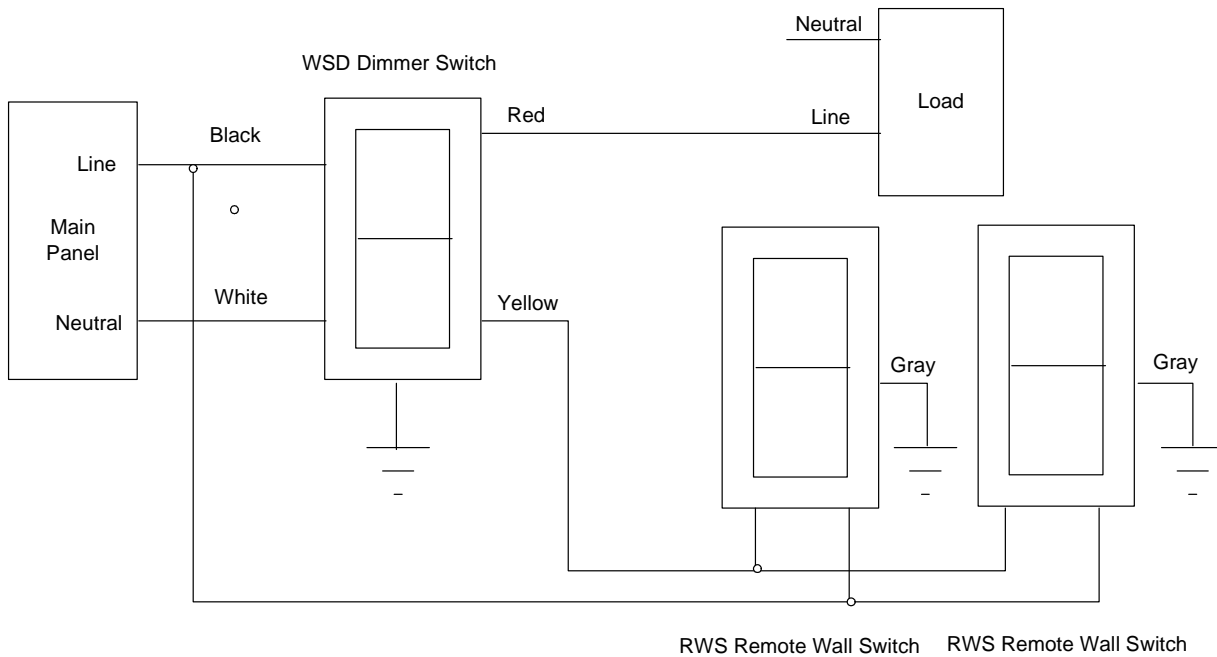 Neutral
WSD Dimmer Switch
Load
Red
Line
Black
Line
Main
Panel
White
Yellow
Neutral
Gray
Gray
RWS Remote Wall Switch
RWS Remote Wall Switch